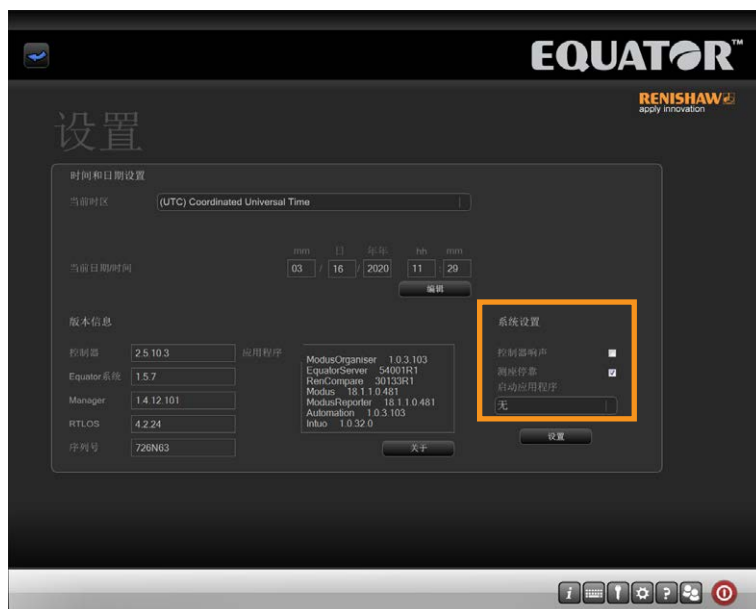 EQUATOR™
RENISHAW
apply innovation
设置
时间和日期设置
当前时区 (UTC) Coordinated Universal Time
mm 日 年年 hh mm
当前日期/时间 03 / 16 / 2020 11 : 29
编辑
版本信息
控制器 2.5.10.3
Equator系统 1.5.7
Manager 1.4.12.101
RTLOS 4.2.24
序列号 726N63
应用程序
ModusOrganiser 1.0.3.103
EquatorServer 54001R1
RenCompare 30133R1
Modus 18.1.1.0.481
ModusReporter 18.1.1.0.481
Automation 1.0.3.103
Intuo 1.0.32.0
关于
系统设置
控制器响声
测座停靠
启动应用程序
无
设置